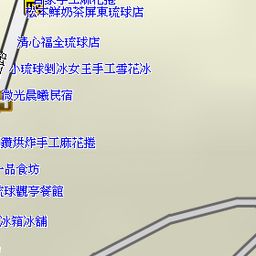 家手工麻花捲
松本鮮奶茶屏東琉球店
清心福全琉球店
小琉球剉冰女王手工雪花冰
微光晨曦民宿
鑽拱炸手工麻花捲
一品食坊
琉球觀亭餐館
冰箱冰舖